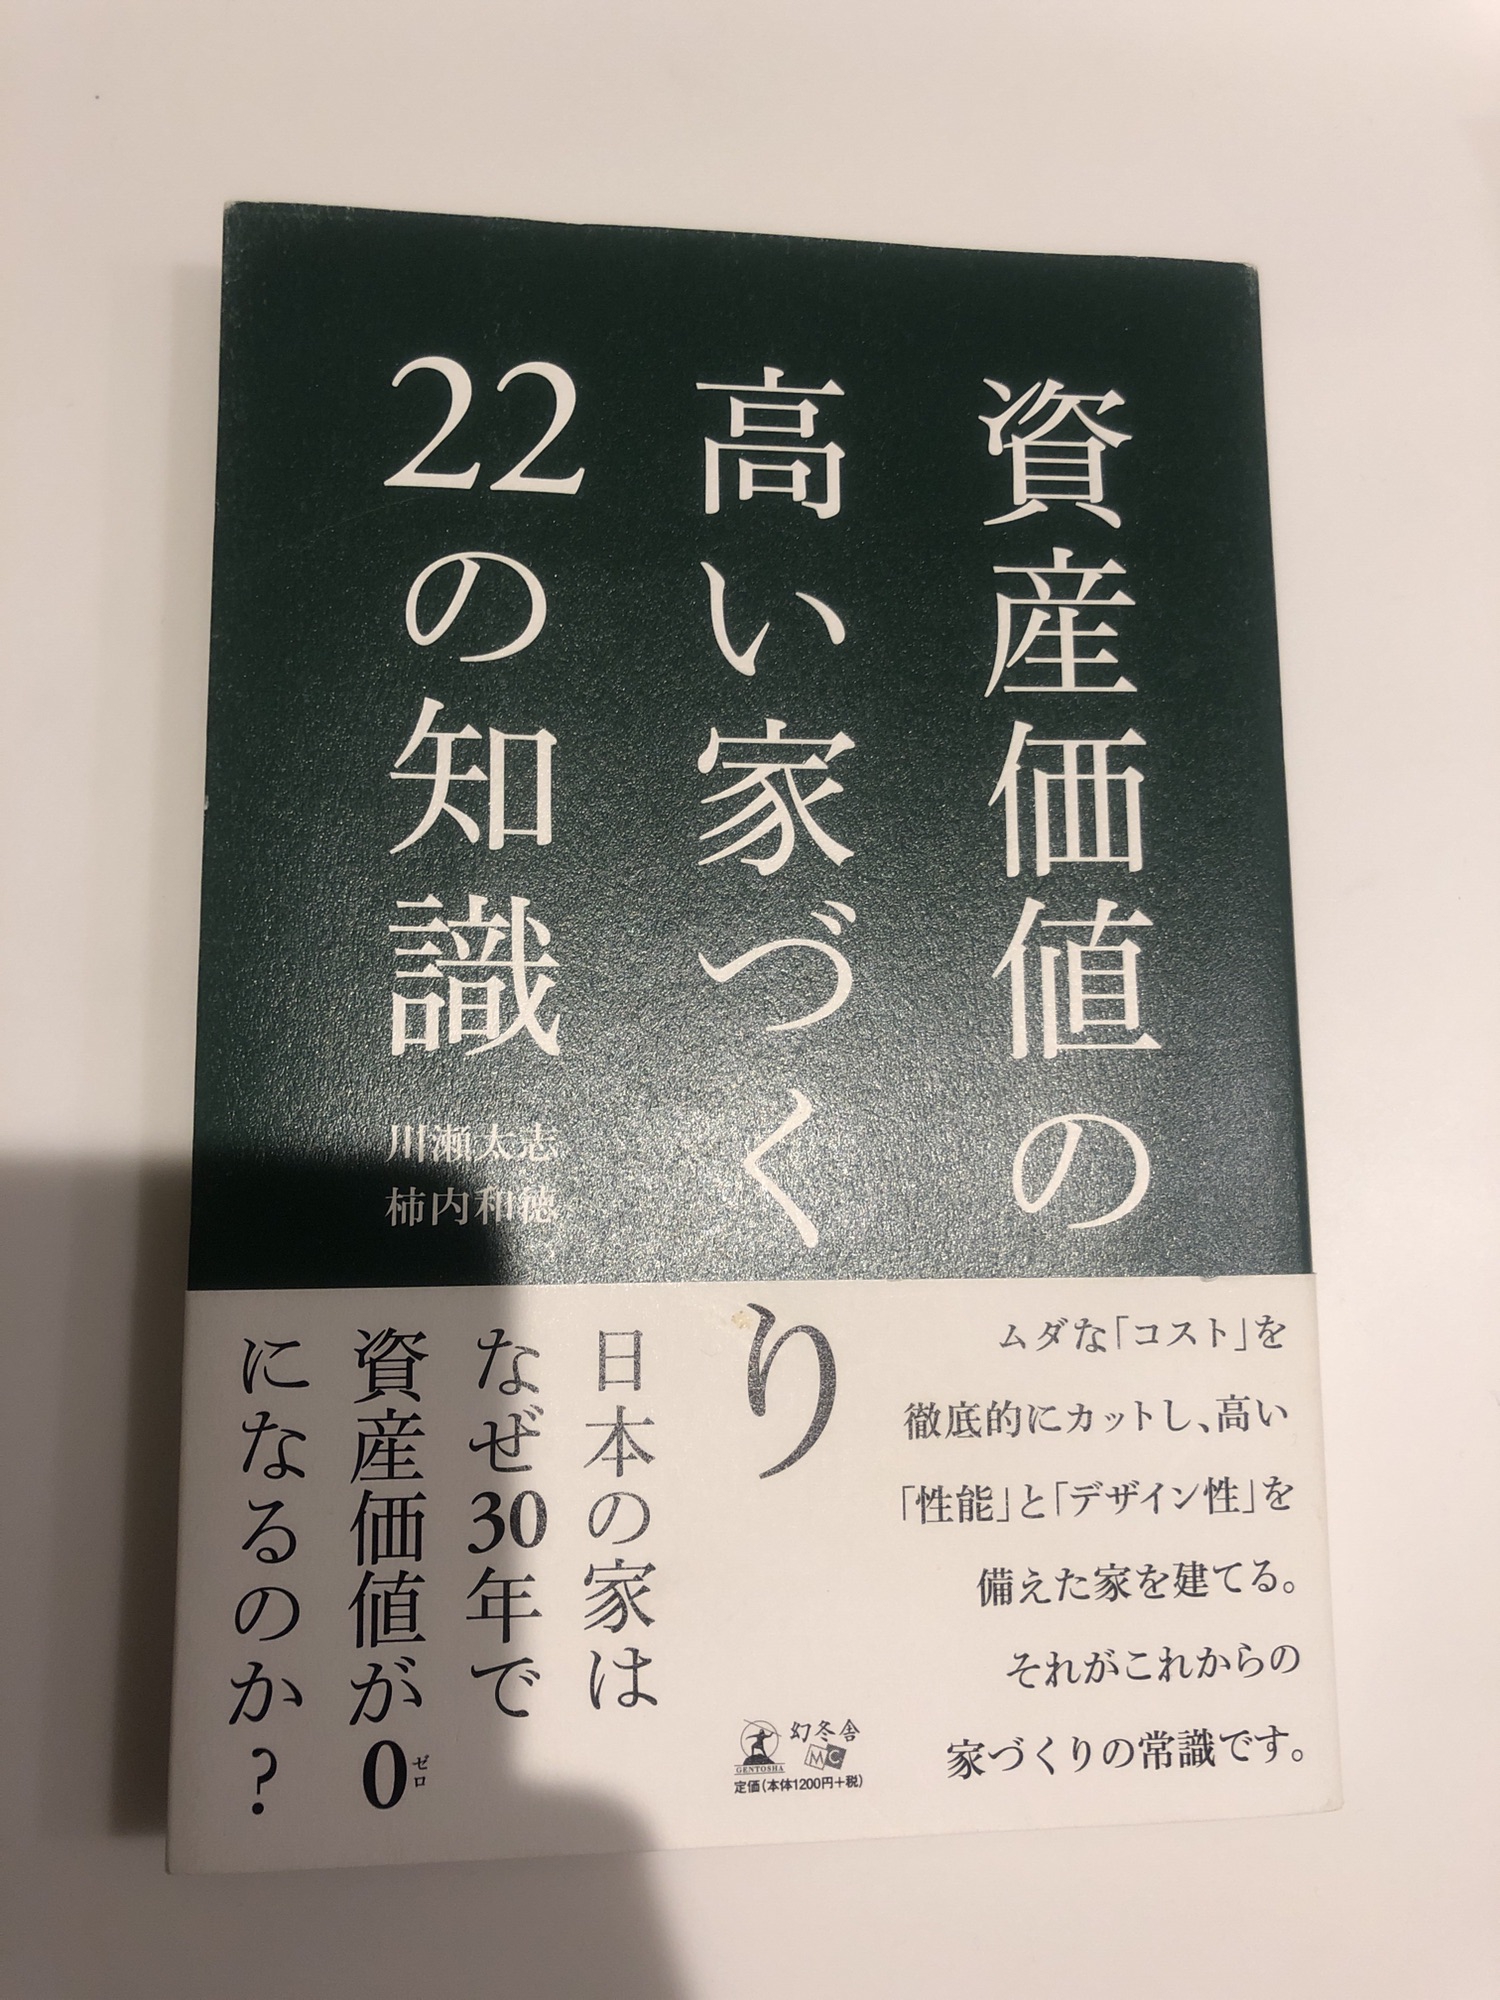 資産価値の
高い家づくり
22の知識
川瀬太志
柿内和徳
ムダな「コスト」を
徹底的にカットし、高い
「性能」と「デザイン性」を
備えた家を建てる。
それがこれからの
家づくりの常識です。
日本の家は
なぜ30年で
資産価値が0
ゼロ
になるのか?
幻冬舎
MC
GENTOSHA
定価(本体1200円+税)